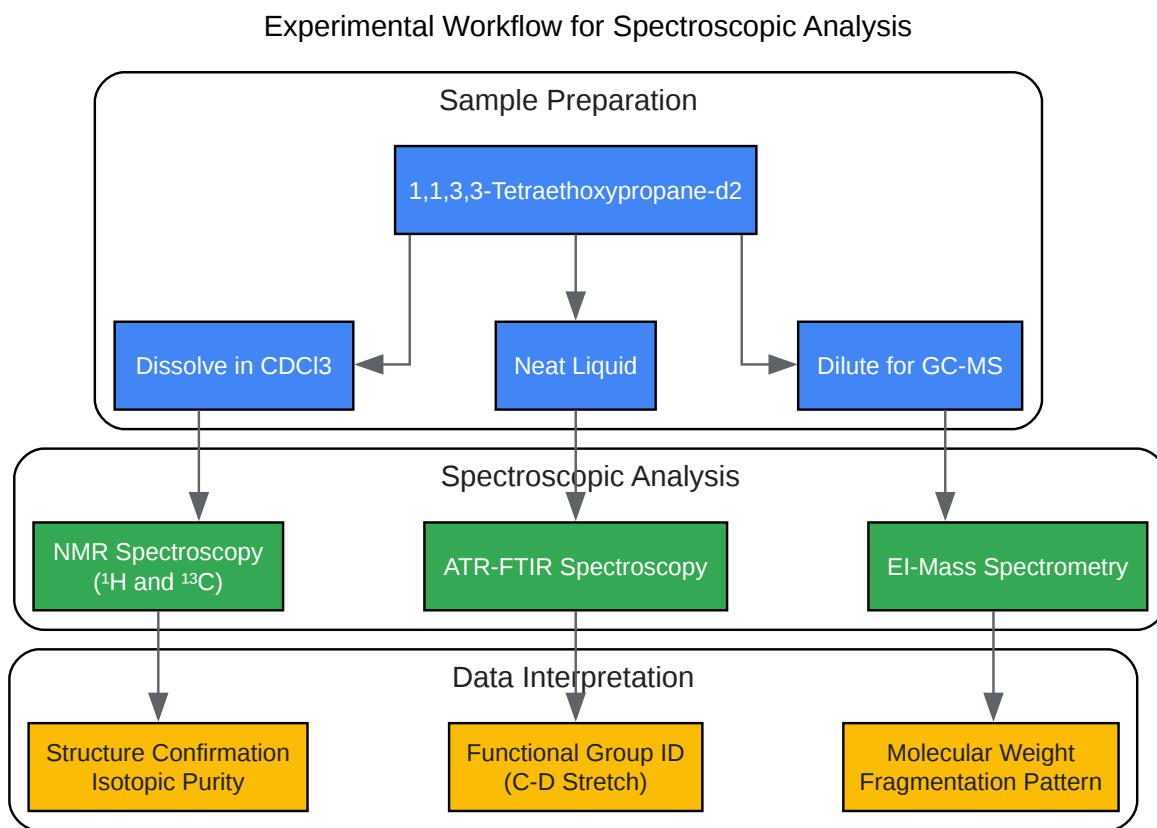 Experimental Workflow for Spectroscopic Analysis
Sample Preparation
1,1,3,3-Tetraethoxypropane-d2
Dissolve in CDCl3
Neat Liquid
Dilute for GC-MS
Spectroscopic Analysis
NMR Spectroscopy
(¹H and ¹³C)
ATR-FTIR Spectroscopy
EI-Mass Spectrometry
Data Interpretation
Structure Confirmation
Isotopic Purity
Functional Group ID
(C-D Stretch)
Molecular Weight
Fragmentation Pattern